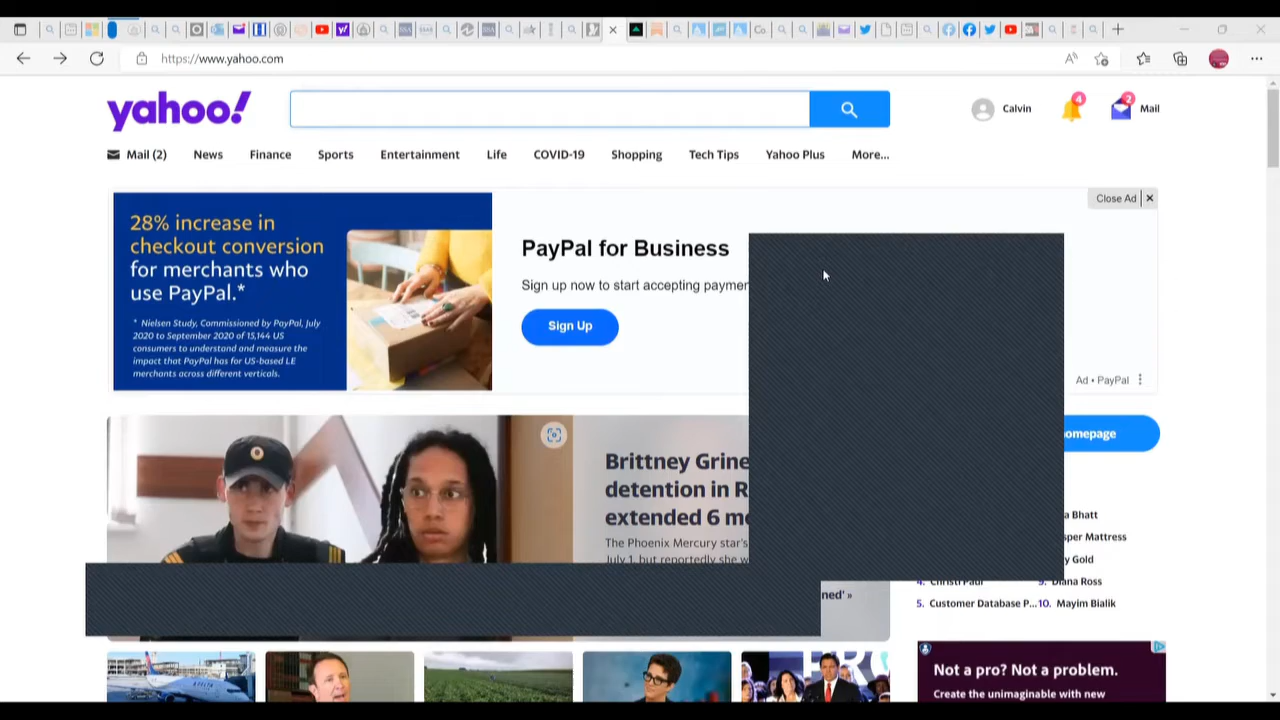 https://www.yahoo.com
yahoo!
Calvin
4
2
Mail
Mail (2)
News
Finance
Sports
Entertainment
Life
COVID-19
Shopping
Tech Tips
Yahoo Plus
More...
Close Ad
28% increase in
checkout conversion
for merchants who
use PayPal.*
* Nielsen Study, Commissioned by PayPal, July
2020 to September 2020 of 15,144 US
consumers to understand and measure the
impact that PayPal has for US-based LE
merchants across different verticals.
PayPal for Business
Sign up now to start accepting
Sign Up
Ad • PayPal
Brittney
detention in
extended 6
The Phoenix Mercury star's
July 1, but reportedly she
ned' »
omepage
Bhatt
Mattress
Gold
4. Christi Paul
9. Diana Ross
5. Customer Database P...
10. Mayim Bialik
Not a pro? Not a problem.
Create the unimaginable with new